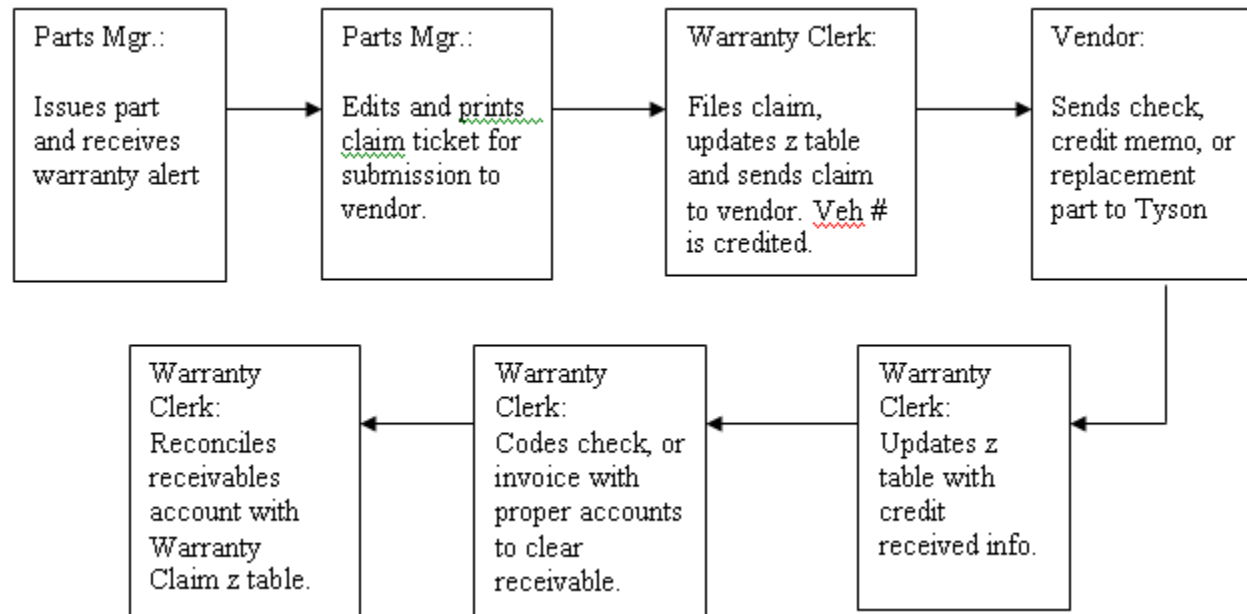 Parts Mgr.:
Issues part
and receives
warranty alert
Parts Mgr.:
Edits and prints
claim ticket for
submission to
vendor.
Warranty Clerk:
Files claim,
updates z table
and sends claim
to vendor. Veh #
is credited.
Vendor:
Sends check,
credit memo, or
replacement
part to Tyson
Warranty
Clerk:
Updates z
table with
credit
received info.
Warranty
Clerk:
Codes check, or
invoice with
proper accounts
to clear
receivable.
Warranty
Clerk:
Reconciles
receivables
account with
Warranty
Claim z table.